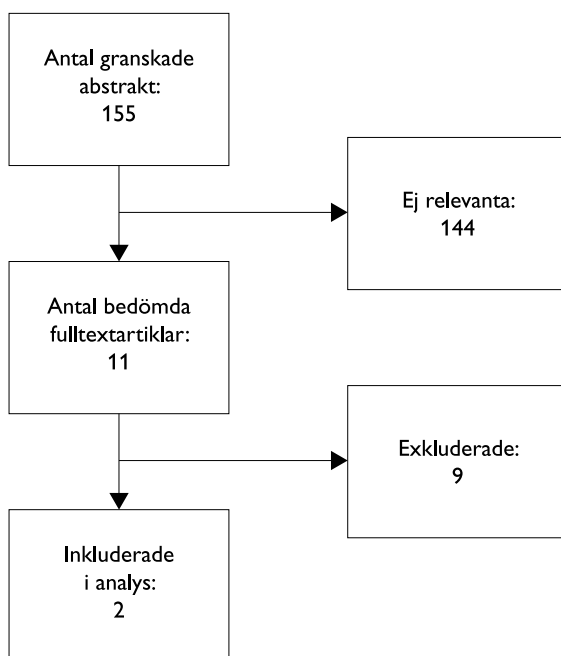 Antal granskade
abstrakt:
155
Ej relevanta:
144
Antal bedömda
fulltextartiklar:
11
Exkluderade:
9
Inkluderade
i analys:
2